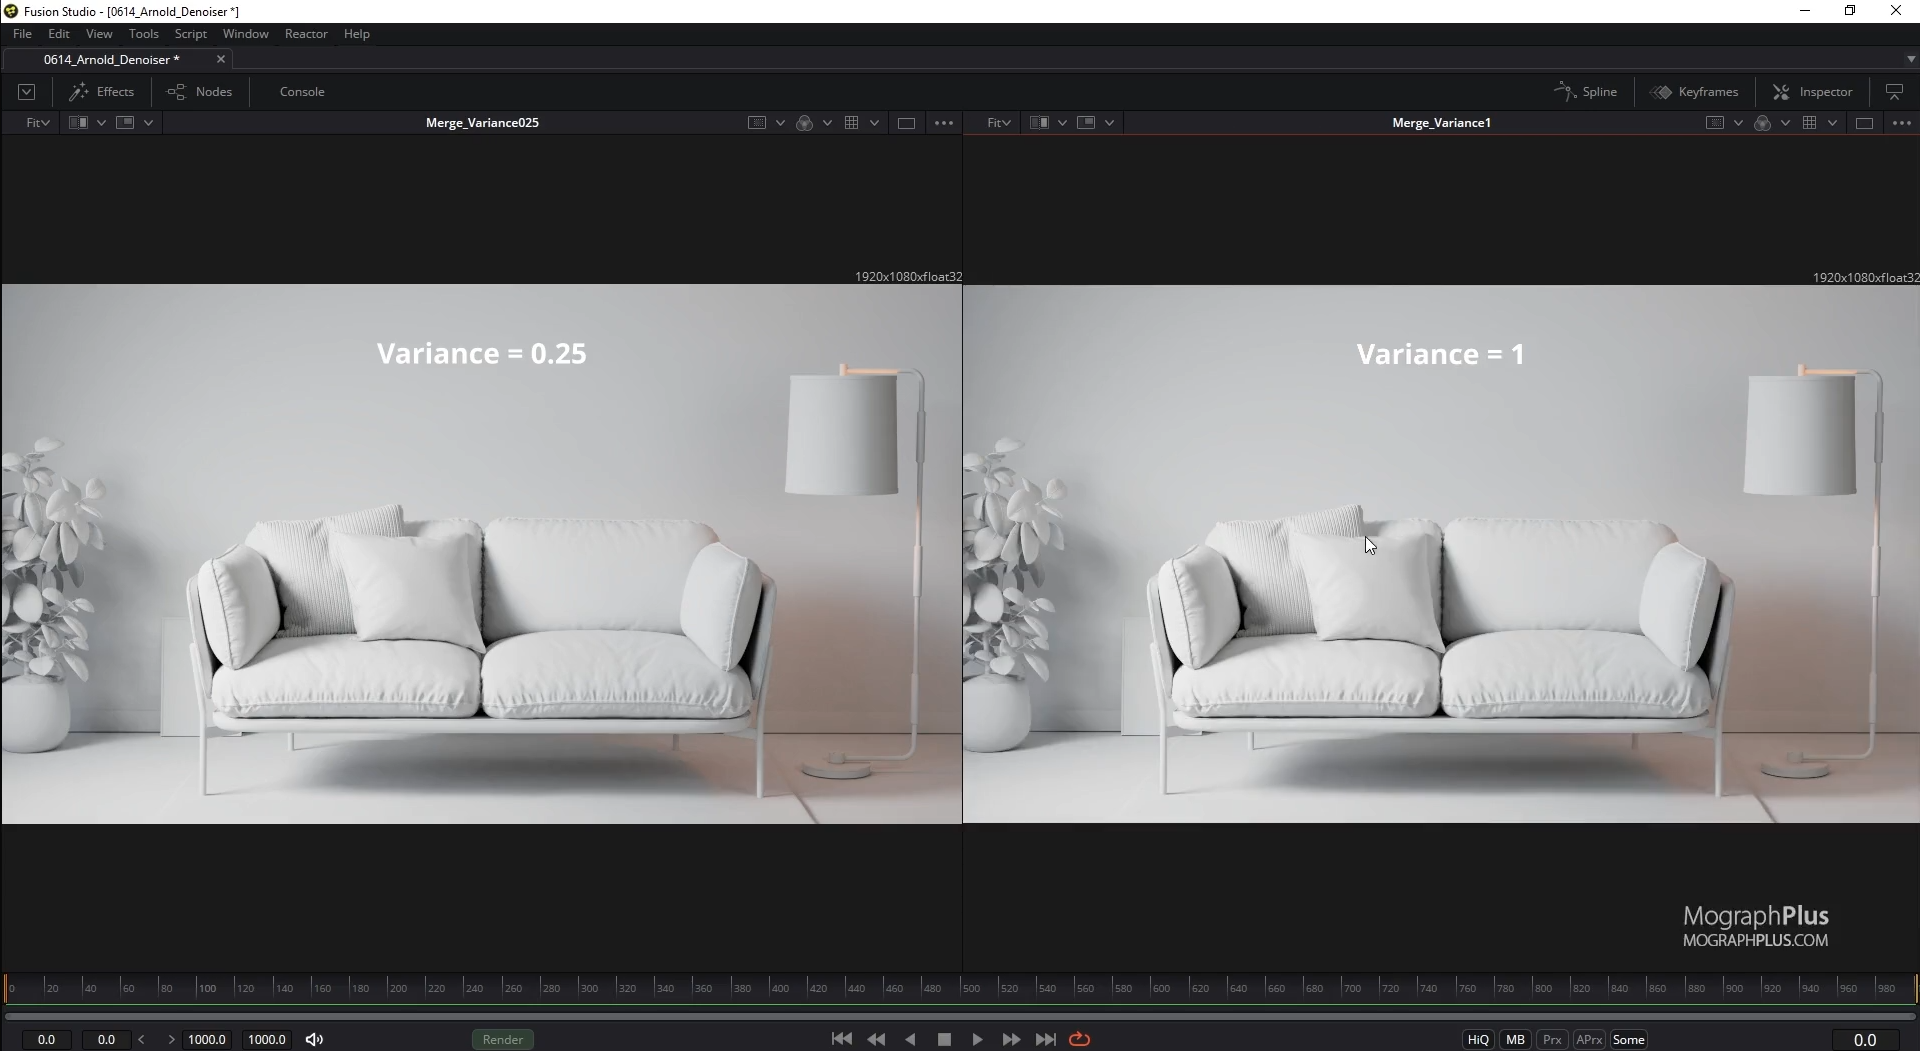 Fusion Studio - [0614_Arnold_Denoiser *]
File Edit View Tools Script Window Reactor Help
0614_Arnold_Denoiser *
Effects Nodes Console Spline Keyframes Inspector
Fit Merge_Variance025 Fit Merge_Variance1
1920x1080xfloat32 1920x1080xfloat32
Variance = 0.25 Variance = 1
MographPlus
MOGRAPHPLUS.COM
0 20 40 60 80 100 120 140 160 180 200 220 240 260 280 300 320 340 360 380 400 420 440 460 480 500 520 540 560 580 600 620 640 660 680 700 720 740 760 780 800 820 840 860 880 900 920 940 960 980
0.0 0.0 < > 1000.0 1000.0 Render HiQ MB Prx APrx Some 0.0